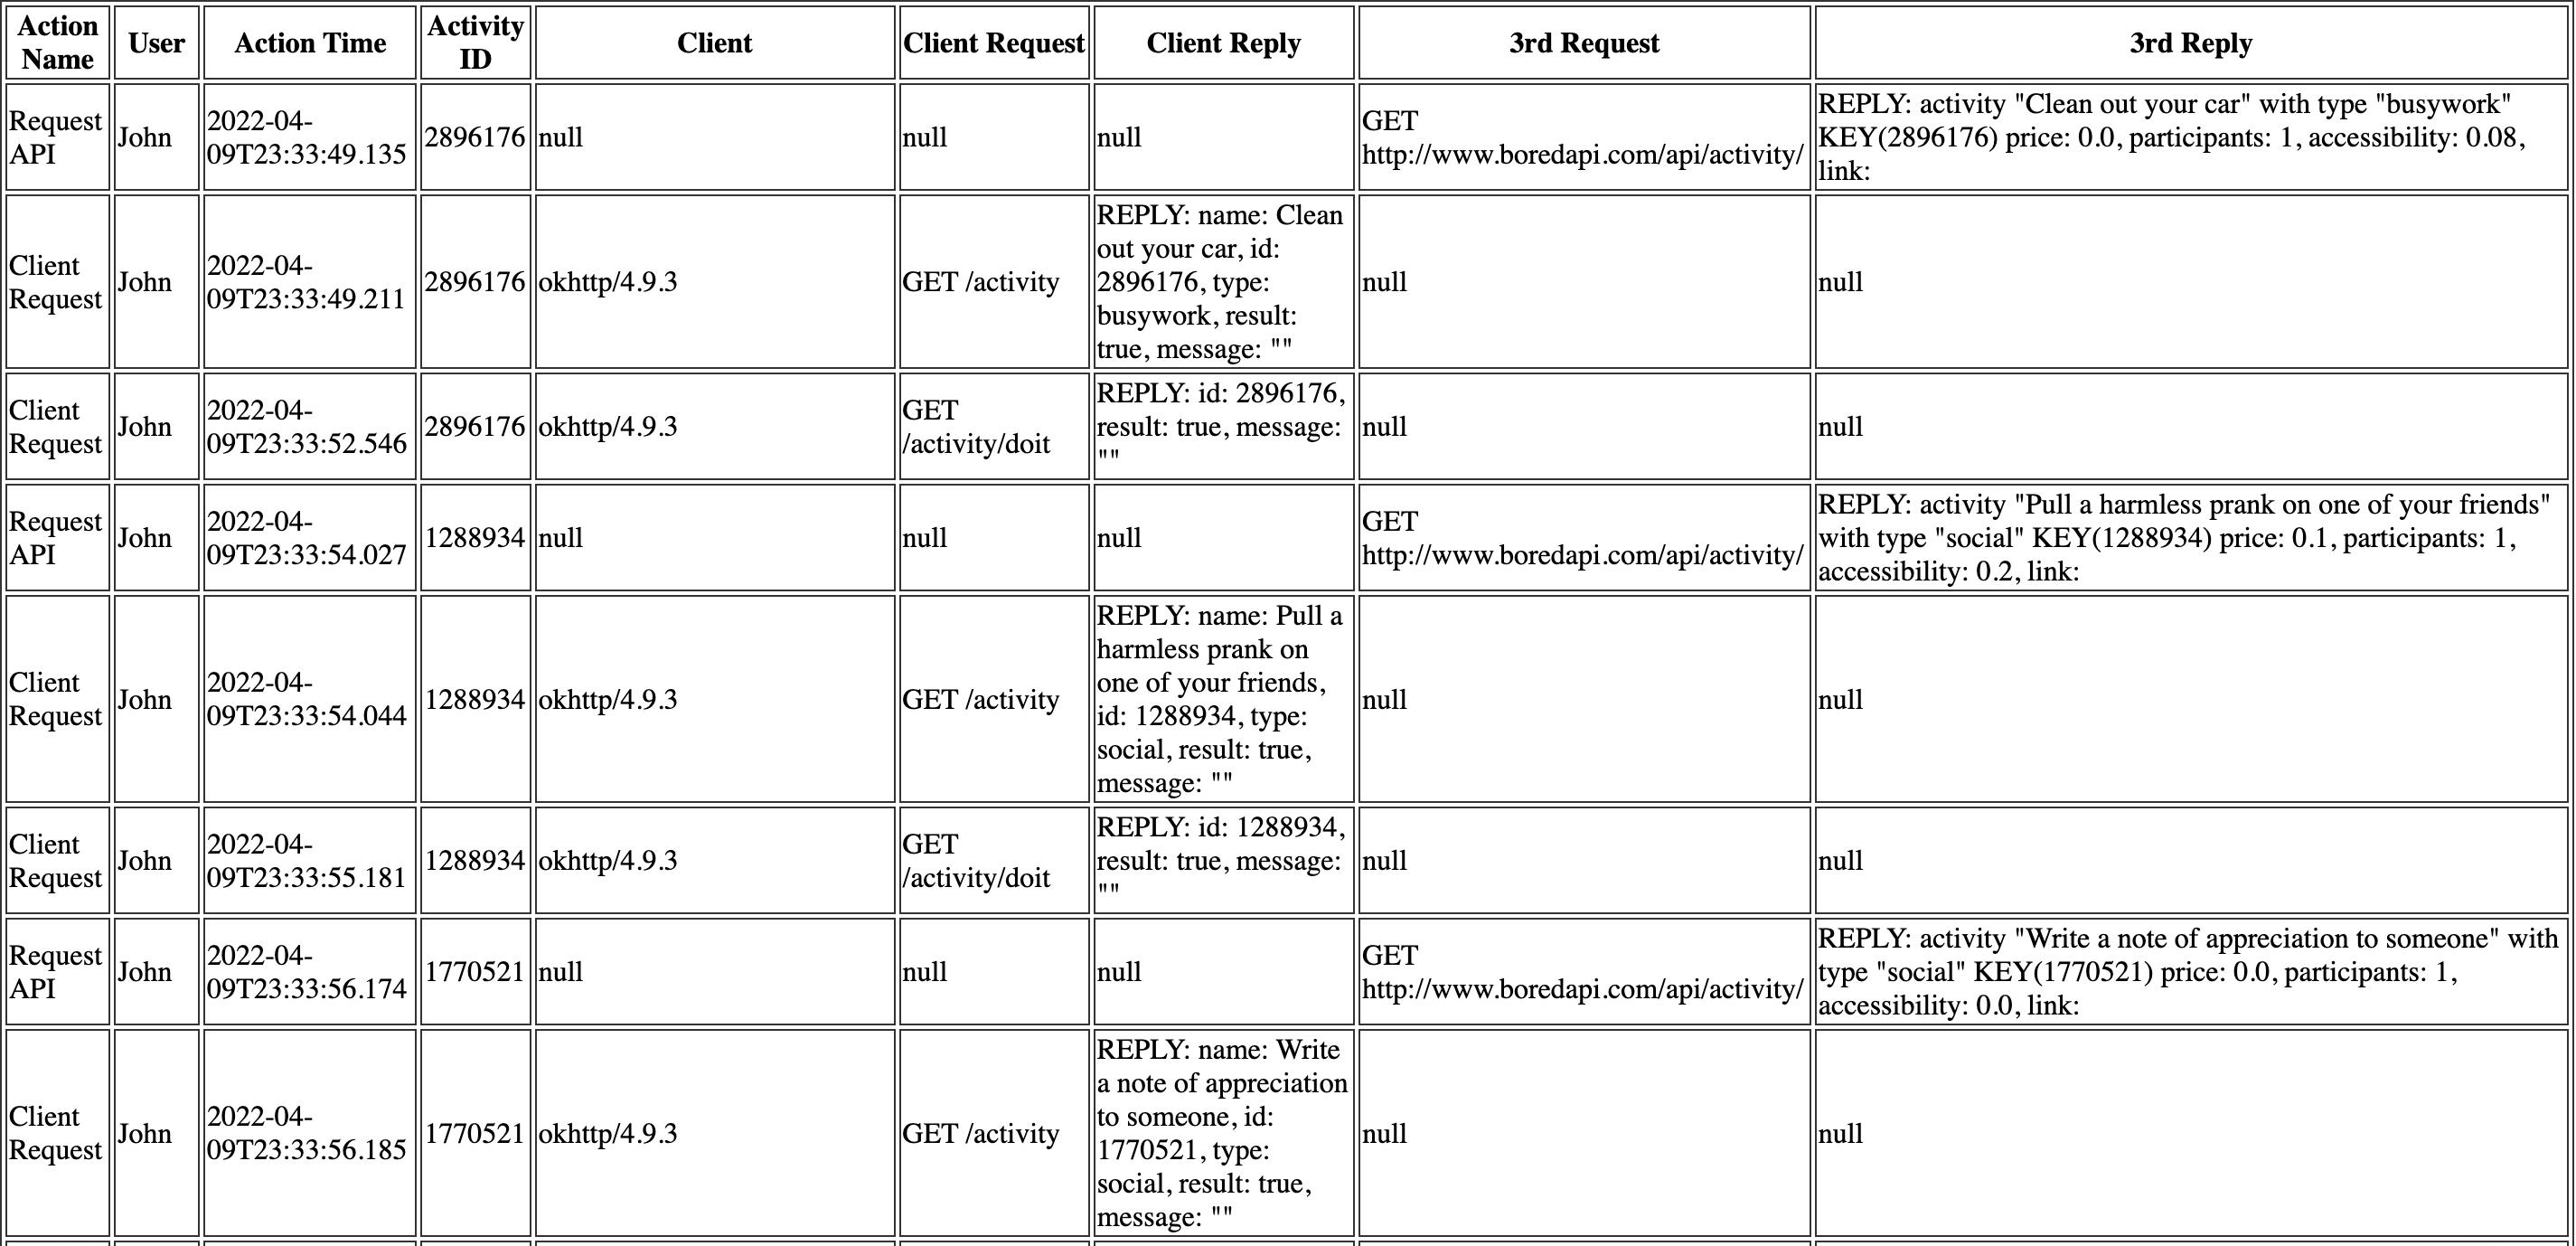 Action Name User Action Time Activity ID Client Client Request Client Reply 3rd Request 3rd Reply
Request API John 2022-04-09T23:33:49.135 2896176 null null null GET http://www.boredapi.com/api/activity/ REPLY: activity "Clean out your car" with type "busywork" KEY(2896176) price: 0.0, participants: 1, accessibility: 0.08, link:
Client Request John 2022-04-09T23:33:49.211 2896176 okhttp/4.9.3 GET /activity REPLY: name: Clean out your car, id: 2896176, type: busywork, result: true, message: "" null null
Client Request John 2022-04-09T23:33:52.546 2896176 okhttp/4.9.3 GET /activity/doit REPLY: id: 2896176, result: true, message: "" null null
Request API John 2022-04-09T23:33:54.027 1288934 null null null GET http://www.boredapi.com/api/activity/ REPLY: activity "Pull a harmless prank on one of your friends" with type "social" KEY(1288934) price: 0.1, participants: 1, accessibility: 0.2, link:
Client Request John 2022-04-09T23:33:54.044 1288934 okhttp/4.9.3 GET /activity REPLY: name: Pull a harmless prank on one of your friends, id: 1288934, type: social, result: true, message: "" null null
Client Request John 2022-04-09T23:33:55.181 1288934 okhttp/4.9.3 GET /activity/doit REPLY: id: 1288934, result: true, message: "" null null
Request API John 2022-04-09T23:33:56.174 1770521 null null null GET http://www.boredapi.com/api/activity/ REPLY: activity "Write a note of appreciation to someone" with type "social" KEY(1770521) price: 0.0, participants: 1, accessibility: 0.0, link:
Client Request John 2022-04-09T23:33:56.185 1770521 okhttp/4.9.3 GET /activity REPLY: name: Write a note of appreciation to someone, id: 1770521, type: social, result: true, message: "" null null